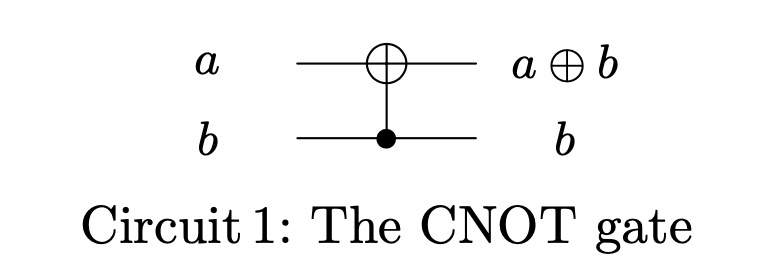 a a ⊕ b
b b
Circuit 1: The CNOT gate